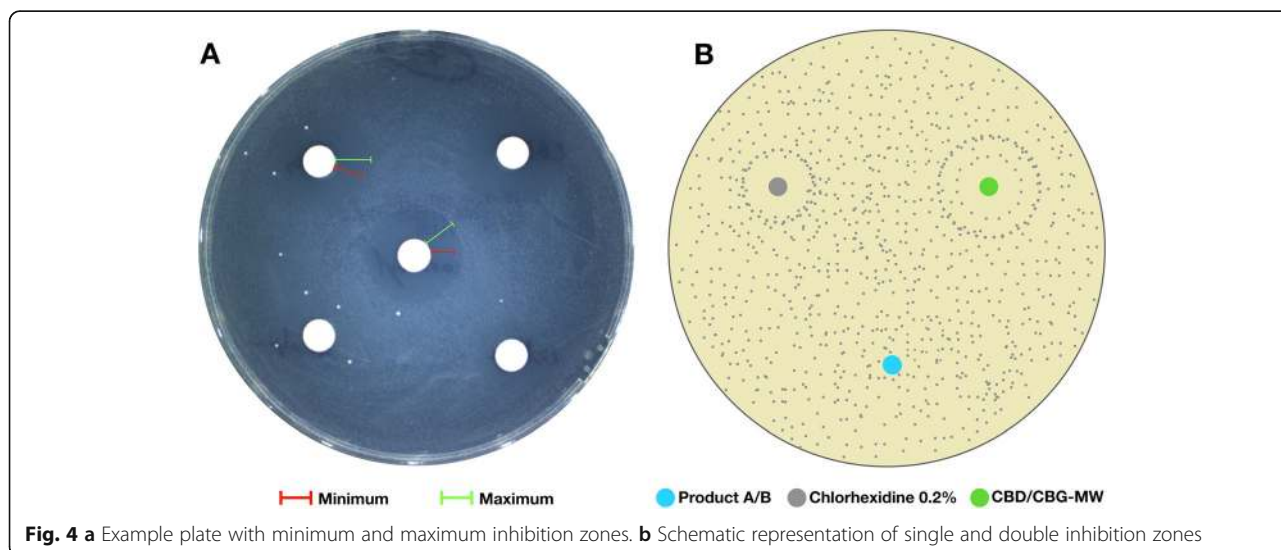 A
B
Minimum Maximum Product A/B Chlorhexidine 0.2% CBD/CBG-MW
Fig. 4 a Example plate with minimum and maximum inhibition zones. b Schematic representation of single and double inhibition zones